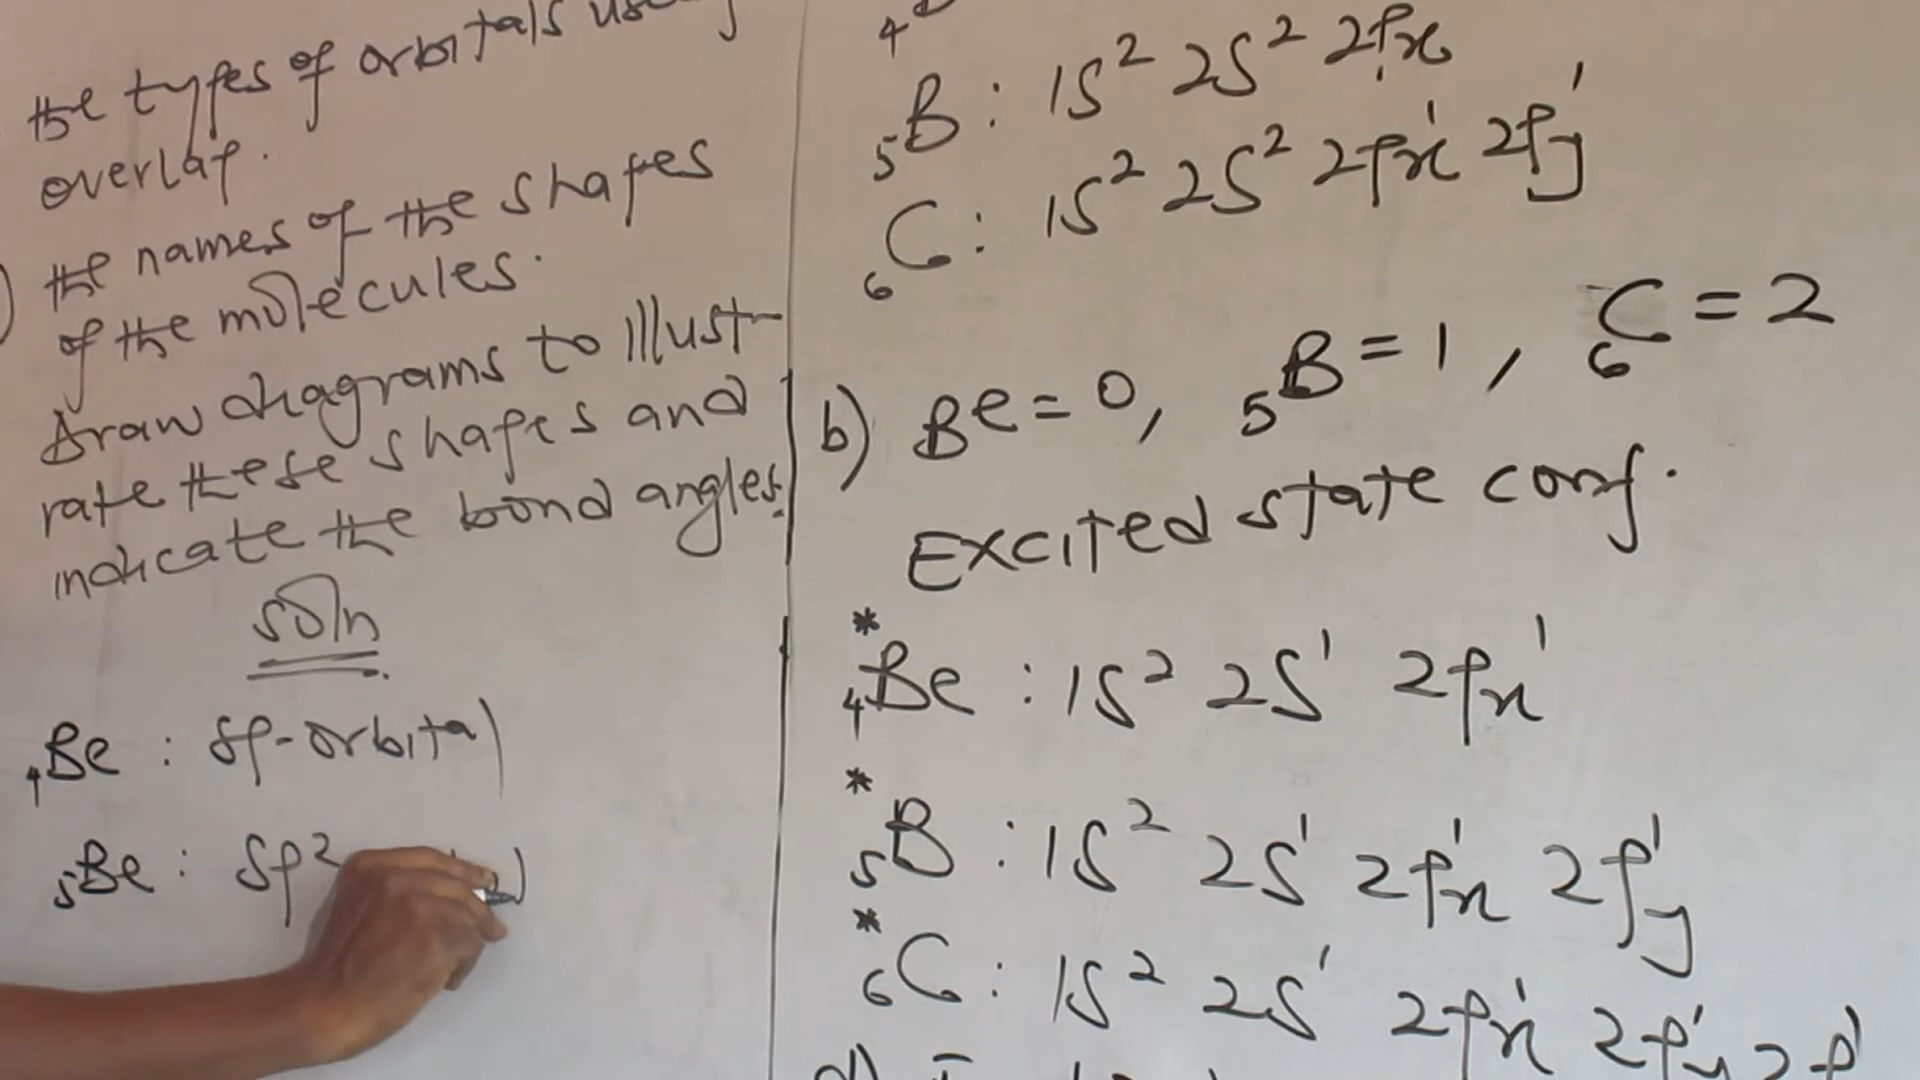 the types of orbitals
overlap.
the names of the shapes
of the molecules.
Draw diagrams to Illust-
rate these shapes and
indicate the bond angles.
soln
₄Be : sp-orbital
₅Be : sp²
4
₅B : 1s² 2s² 2px
₆C : 1s² 2s² 2px¹ 2py¹
b) Be = 0, ₅B = 1, ₆C = 2
Excited state conf.
*₄Be : 1s² 2s¹ 2px¹
*₅B : 1s² 2s¹ 2px¹ 2py¹
*₆C : 1s² 2s¹ 2px¹ 2py¹ 2p¹